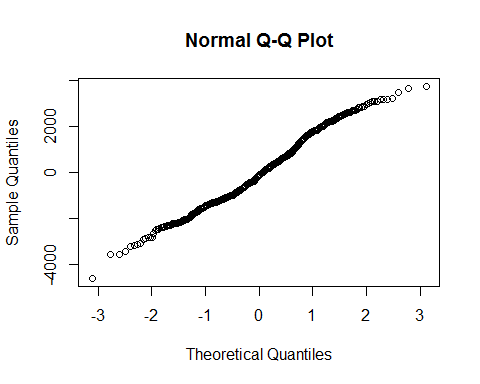 Normal Q-Q Plot
Sample Quantiles
2000
0
-4000
-3 -2 -1 0 1 2 3
Theoretical Quantiles